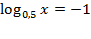 log₀,₅ x = −1